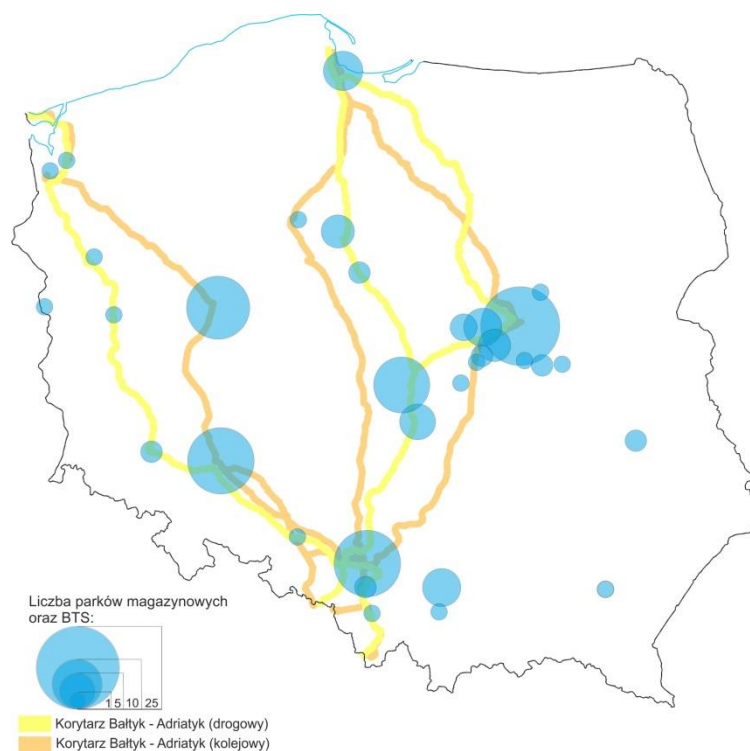 Liczba parków magazynowych
oraz BTS:
1 5 10 25
Korytarz Bałtyk - Adriatyk (drogowy)
Korytarz Bałtyk - Adriatyk (kolejowy)